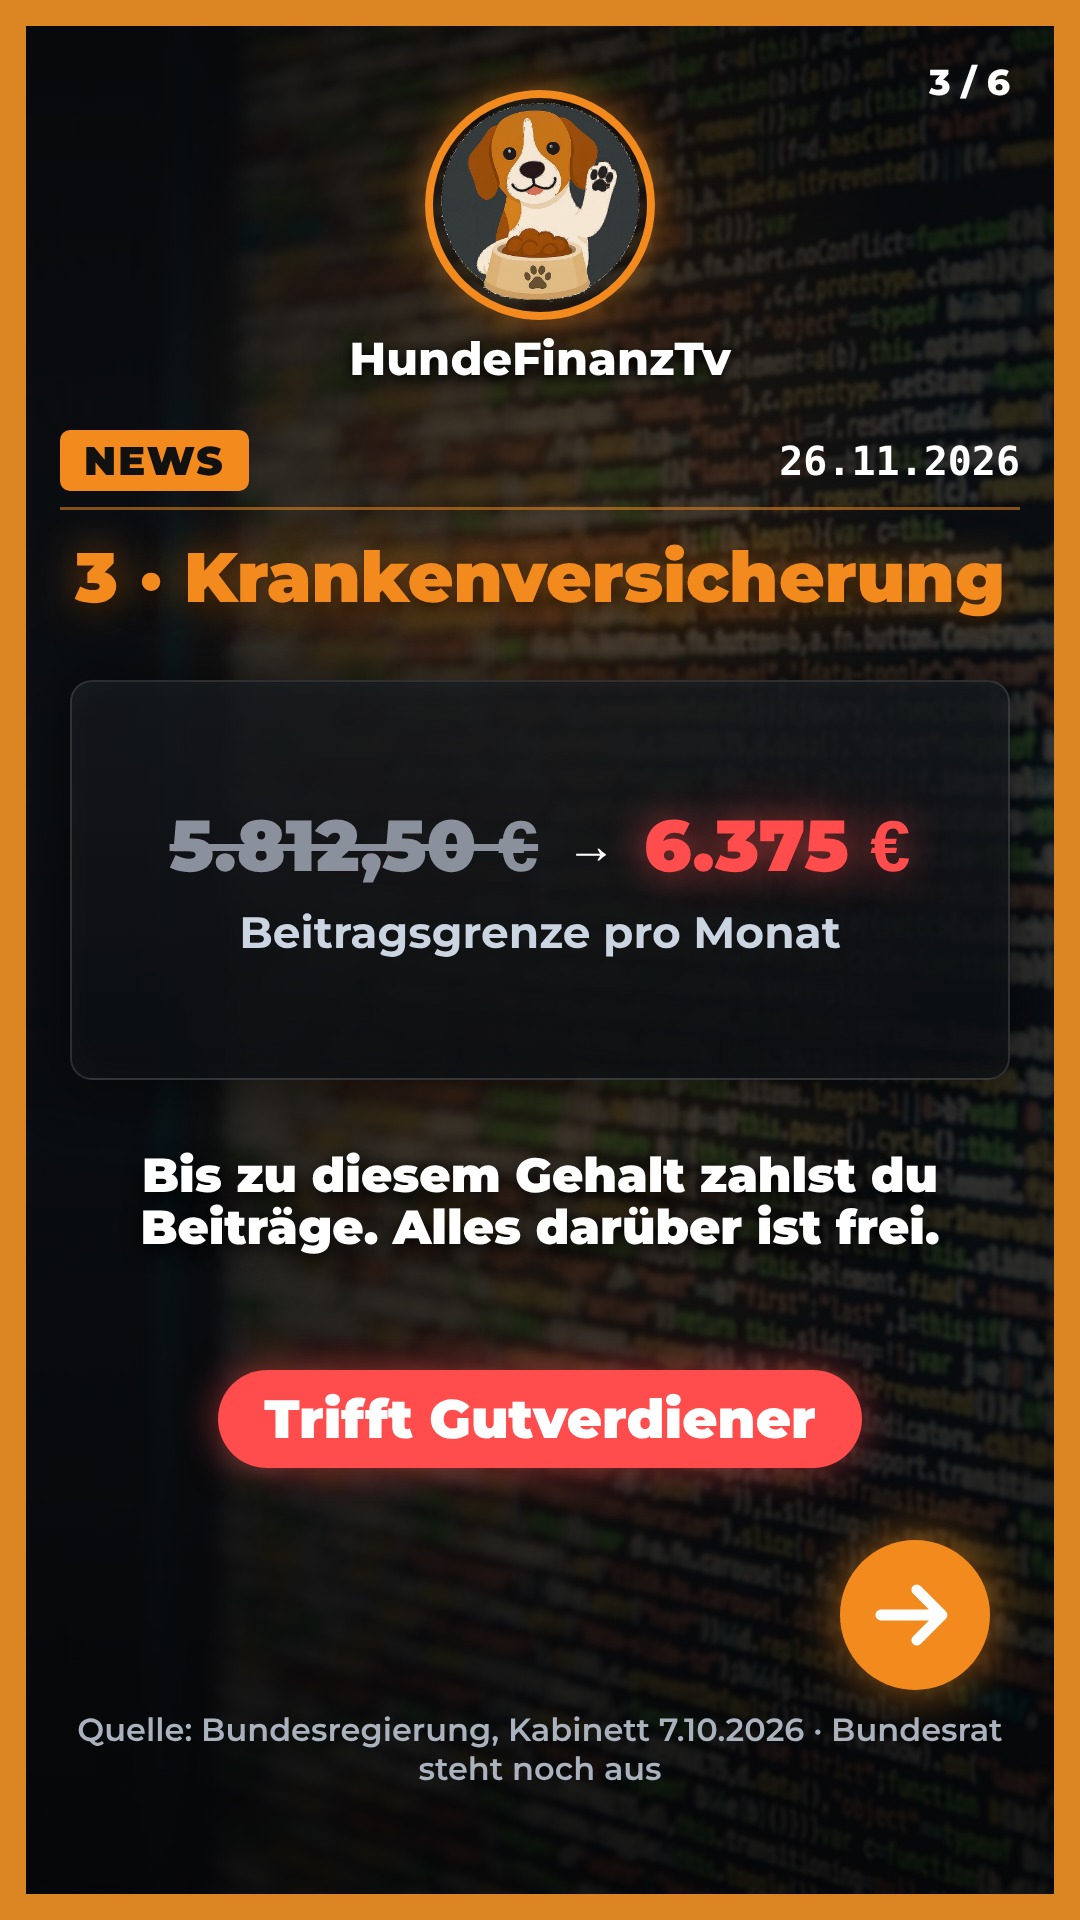 3 / 6
HundeFinanzTv
NEWS
26.11.2026
3 · Krankenversicherung
5.812,50 € → 6.375 €
Beitragsgrenze pro Monat
Bis zu diesem Gehalt zahlst du
Beiträge. Alles darüber ist frei.
Trifft Gutverdiener
Quelle: Bundesregierung, Kabinett 7.10.2026 · Bundesrat
steht noch aus